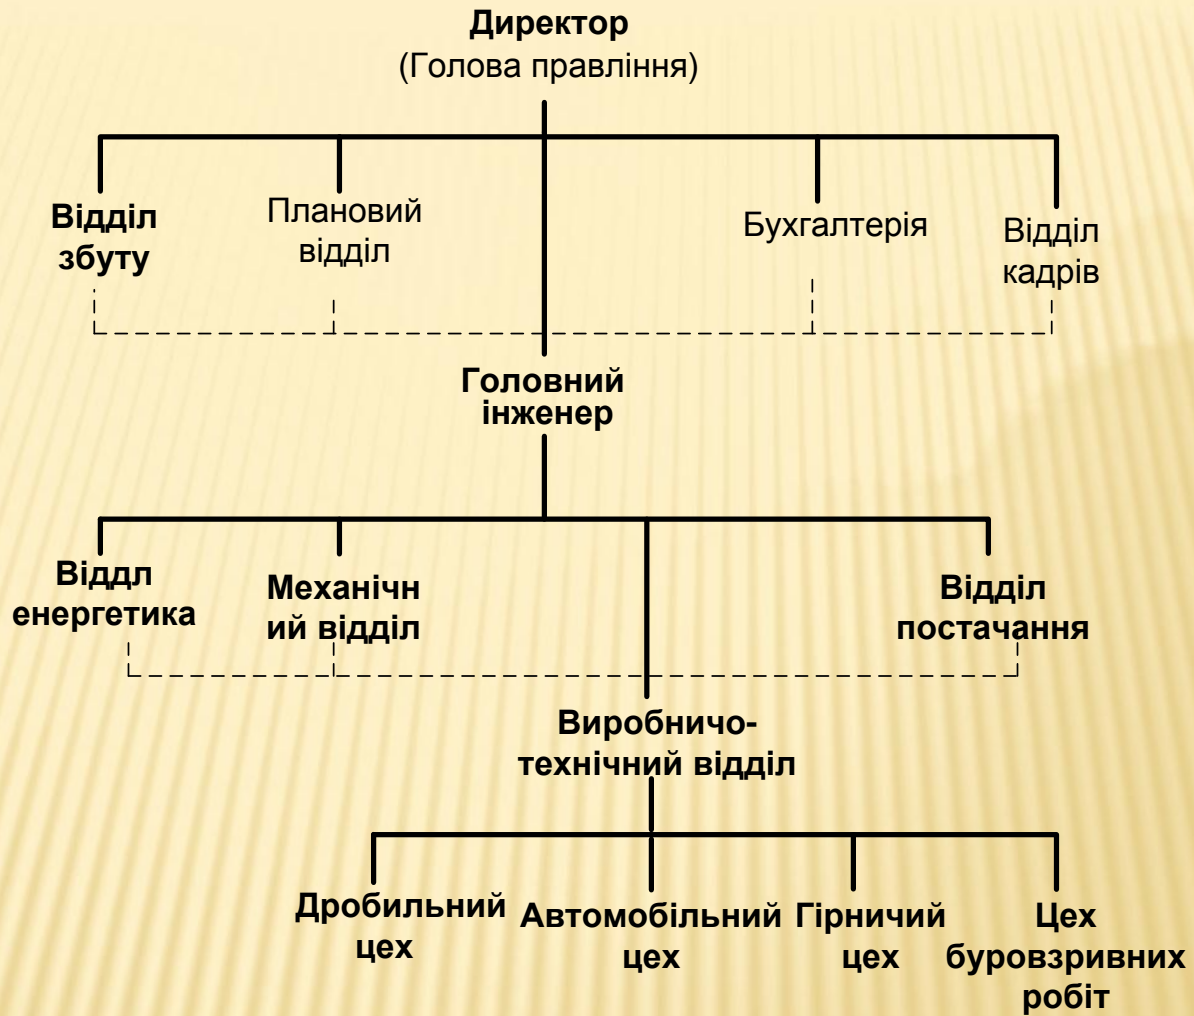 Директор
(Голова правління)
Відділ
збуту
Плановий
відділ
Бухгалтерія
Відділ
кадрів
Головний
інженер
Віддл
енергетика
Механічн
ий відділ
Відділ
постачання
Виробничо-
технічний відділ
Дробильний
цех
Автомобільний
цех
Гірничий
цех
Цех
буровзривних
робіт